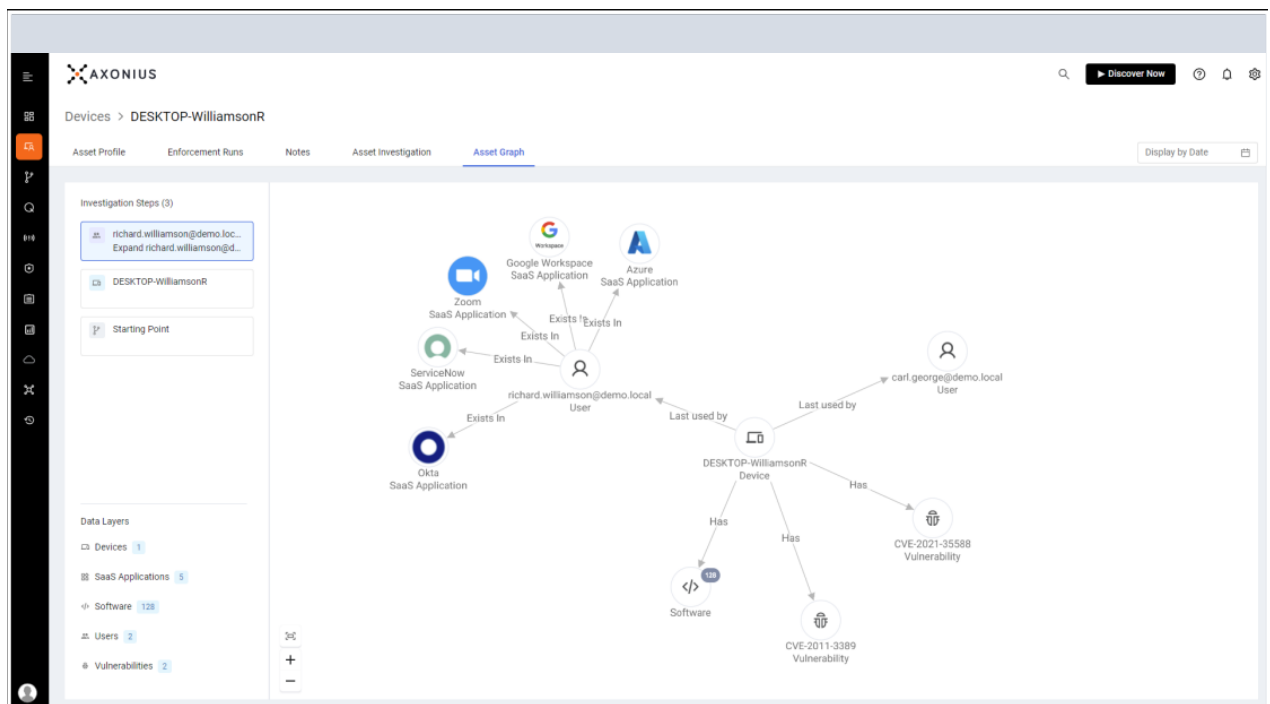 AXONIUS
Discover Now
Devices > DESKTOP-WilliamsonR
Asset Profile
Enforcement Runs
Notes
Asset Investigation
Asset Graph
Display by Date
Investigation Steps (3)
richard.williamson@demo.loc...
Expand richard.williamson@d...
DESKTOP-WilliamsonR
Starting Point
Data Layers
Devices 1
SaaS Applications 5
Software 128
Users 2
Vulnerabilities 2
Workspace
Google Workspace
SaaS Application
Azure
SaaS Application
Zoom
SaaS Application
Exists In
Exists In
Exists In
ServiceNow
SaaS Application
Exists In
richard.williamson@demo.local
User
Exists In
Okta
SaaS Application
Last used by
Last used by
carl.george@demo.local
User
DESKTOP-WilliamsonR
Device
Has
Has
Has
CVE-2021-35588
Vulnerability
128
Software
CVE-2011-3389
Vulnerability